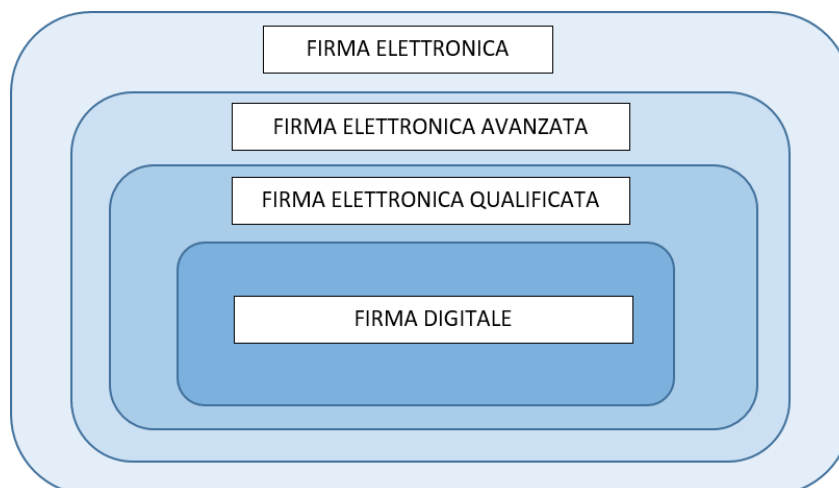 FIRMA ELETTRONICA
FIRMA ELETTRONICA AVANZATA
FIRMA ELETTRONICA QUALIFICATA
FIRMA DIGITALE